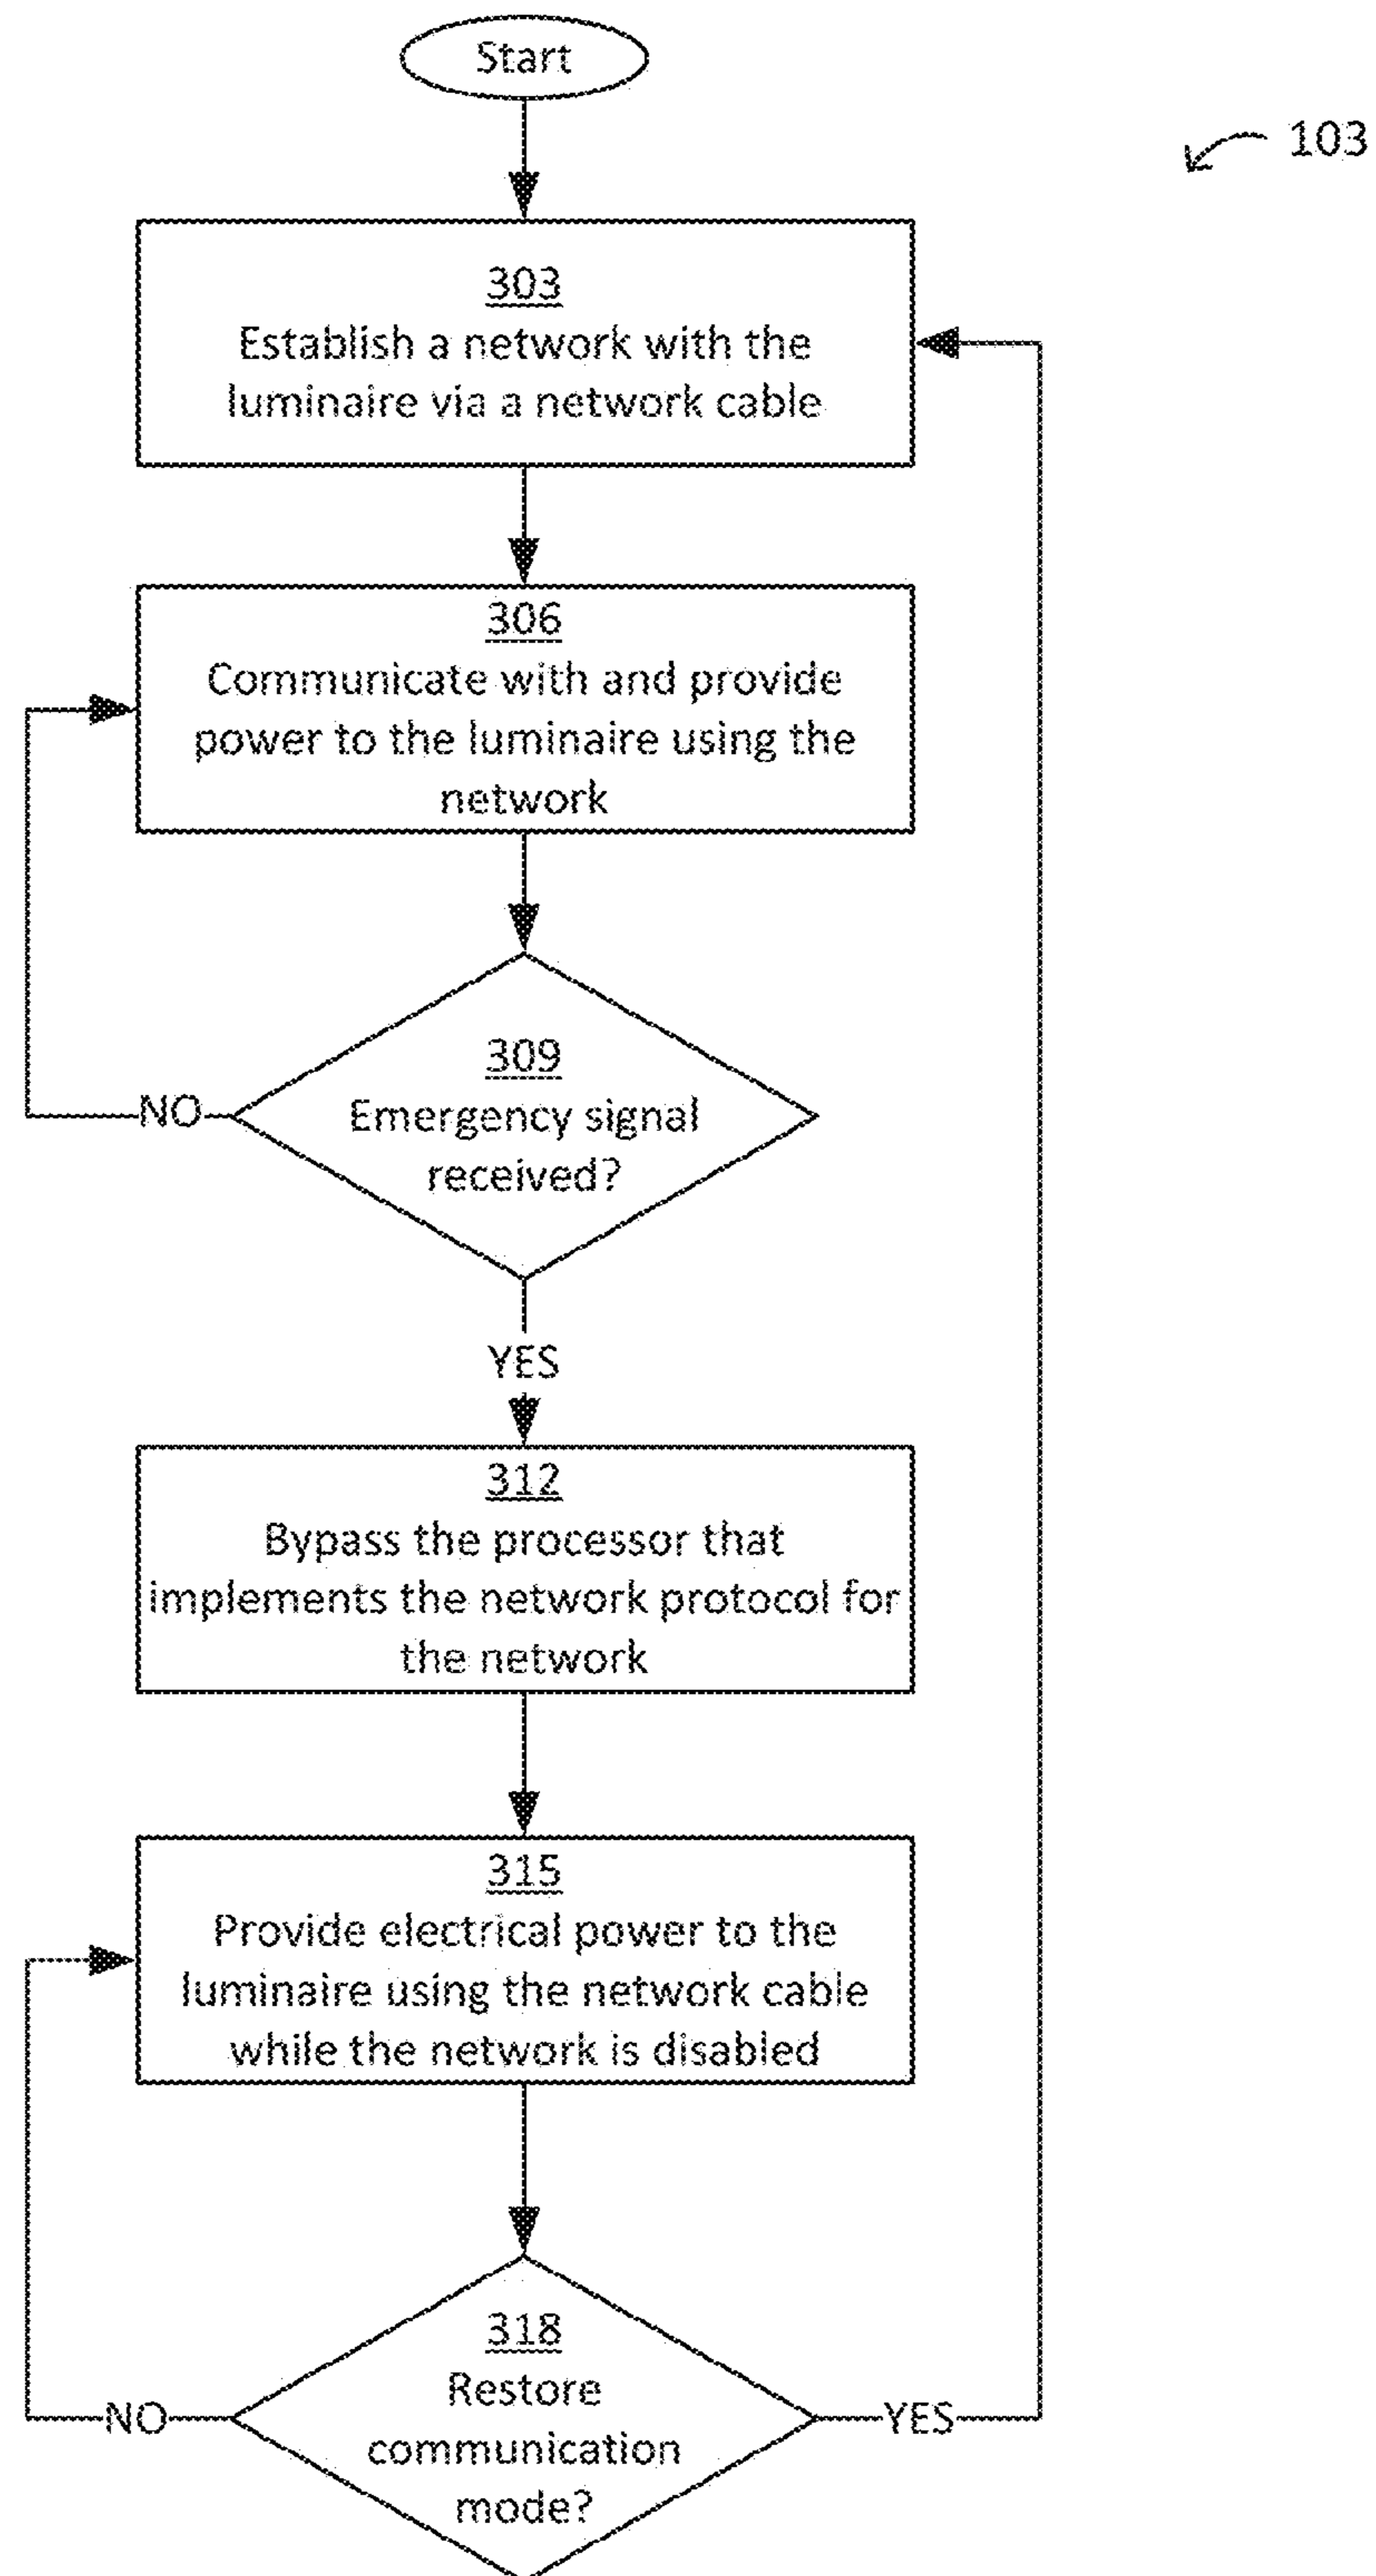 Start
103
303
Establish a network with the
luminaire via a network cable
306
Communicate with and provide
power to the luminaire using the
network
309
Emergency signal
received?
NO
YES
312
Bypass the processor that
implements the network protocol for
the network
315
Provide electrical power to the
luminaire using the network cable
while the network is disabled
318
Restore
communication
mode?
NO
YES